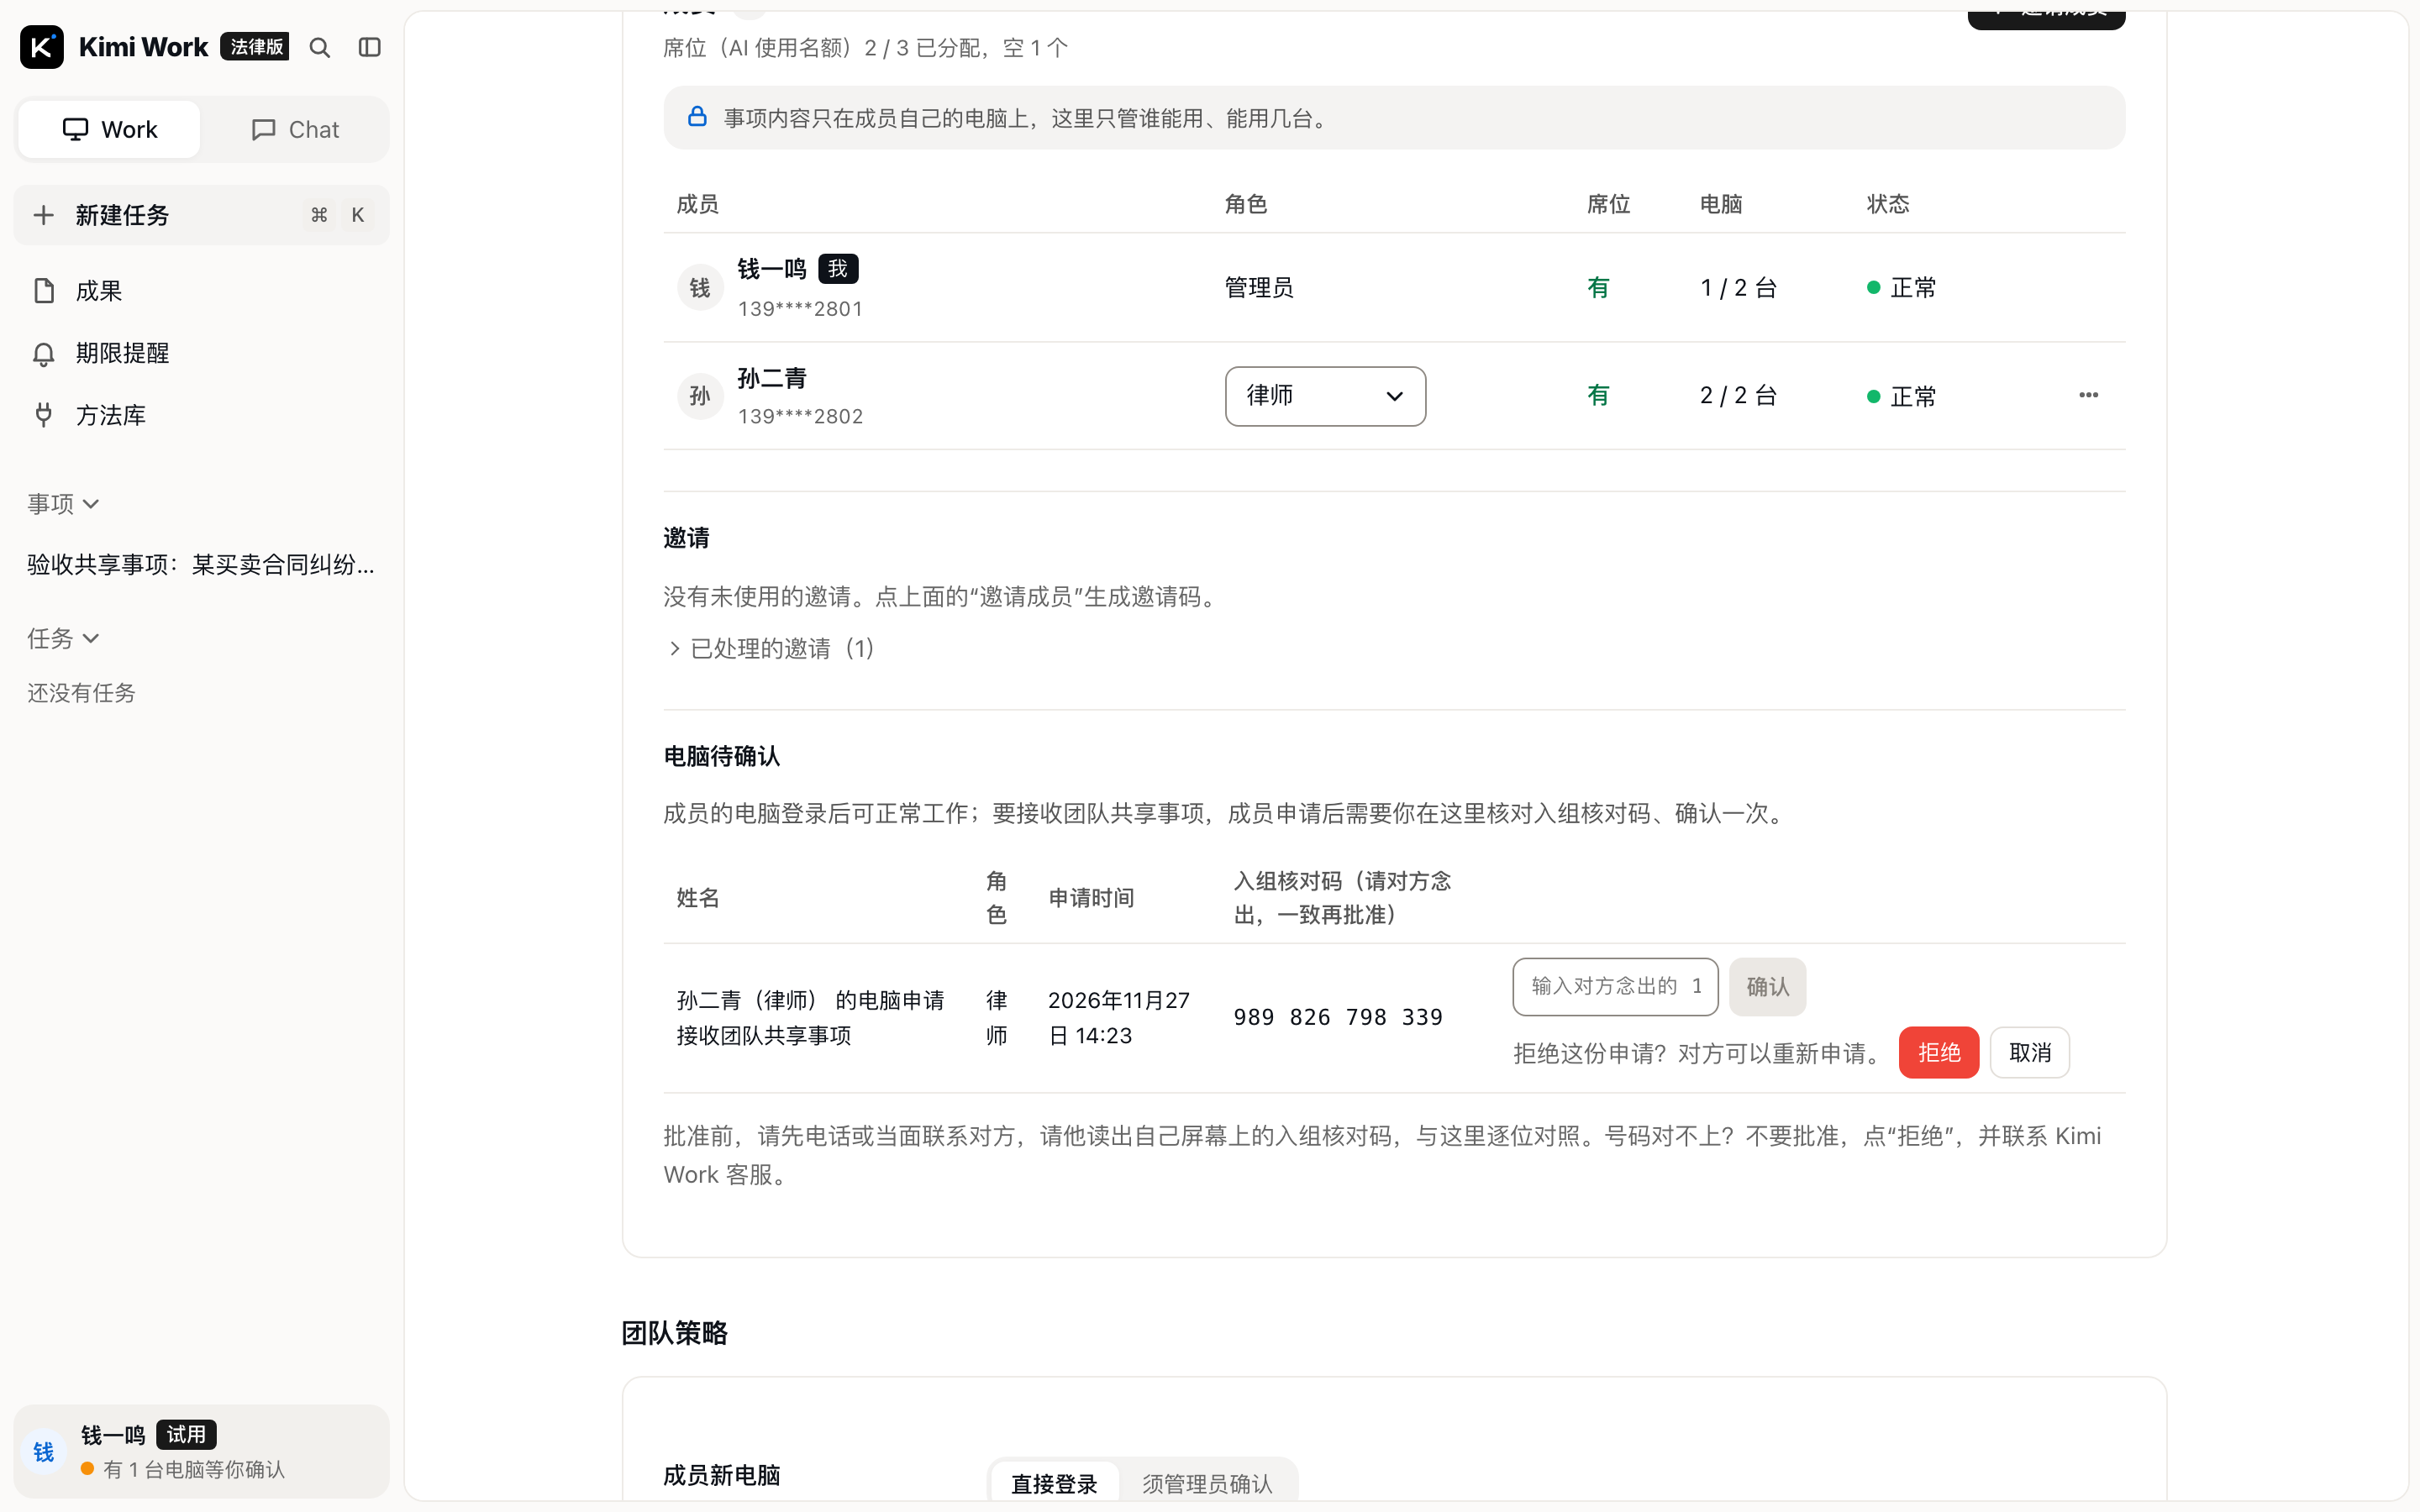 Kimi Work 法律版
Work
Chat
新建任务 ⌘ K
成果
期限提醒
方法库
事项
验收共享事项：某买卖合同纠纷...
任务
还没有任务
钱 钱一鸣 试用
有 1 台电脑等你确认
席位（AI 使用名额）2 / 3 已分配，空 1 个
事项内容只在成员自己的电脑上，这里只管谁能用、能用几台。
成员 角色 席位 电脑 状态
钱 钱一鸣 我 管理员 有 1 / 2 台 正常
139****2801
孙 孙二青 律师 有 2 / 2 台 正常 •••
139****2802
邀请
没有未使用的邀请。点上面的“邀请成员”生成邀请码。
已处理的邀请（1）
电脑待确认
成员的电脑登录后可正常工作；要接收团队共享事项，成员申请后需要你在这里核对入组核对码、确认一次。
姓名 角色 申请时间 入组核对码（请对方念
出，一致再批准）
孙二青（律师） 的电脑申请
接收团队共享事项
律师
2026年11月27
日 14:23
989 826 798 339
输入对方念出的 1 确认
拒绝这份申请？对方可以重新申请。 拒绝 取消
批准前，请先电话或当面联系对方，请他读出自己屏幕上的入组核对码，与这里逐位对照。号码对不上？不要批准，点“拒绝”，并联系 Kimi
Work 客服。
团队策略
成员新电脑 直接登录 须管理员确认